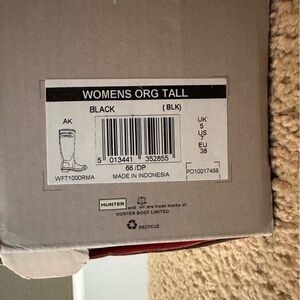 WOMENS ORG TALL
BLACK (BLK)
AK
UK
5
US
7
EU
38
5 013441 352855
66 /DP
WFT1000RMA
MADE IN INDONESIA
PO10017488
HUNTER and are trade marks of
HUNTER BOOT LIMITED
RECYCLE